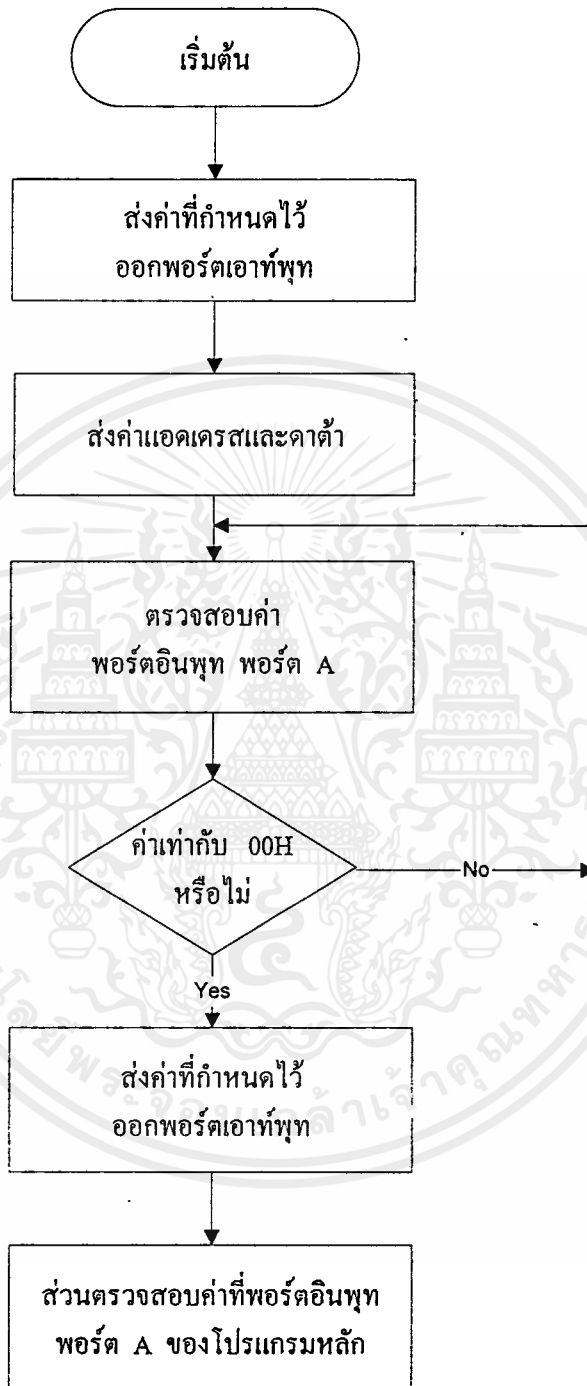 เริ่มต้น
ส่งค่าที่กำหนดไว้
ออกพอร์ตเอาท์พุท
ส่งค่าแอดเดรสและดาต้า
ตรวจสอบค่า
พอร์ตอินพุท พอร์ต A
ค่าเท่ากับ 00H
หรือไม่
No
Yes
ส่งค่าที่กำหนดไว้
ออกพอร์ตเอาท์พุท
ส่วนตรวจสอบค่าที่พอร์ตอินพุท
พอร์ต A ของโปรแกรมหลัก